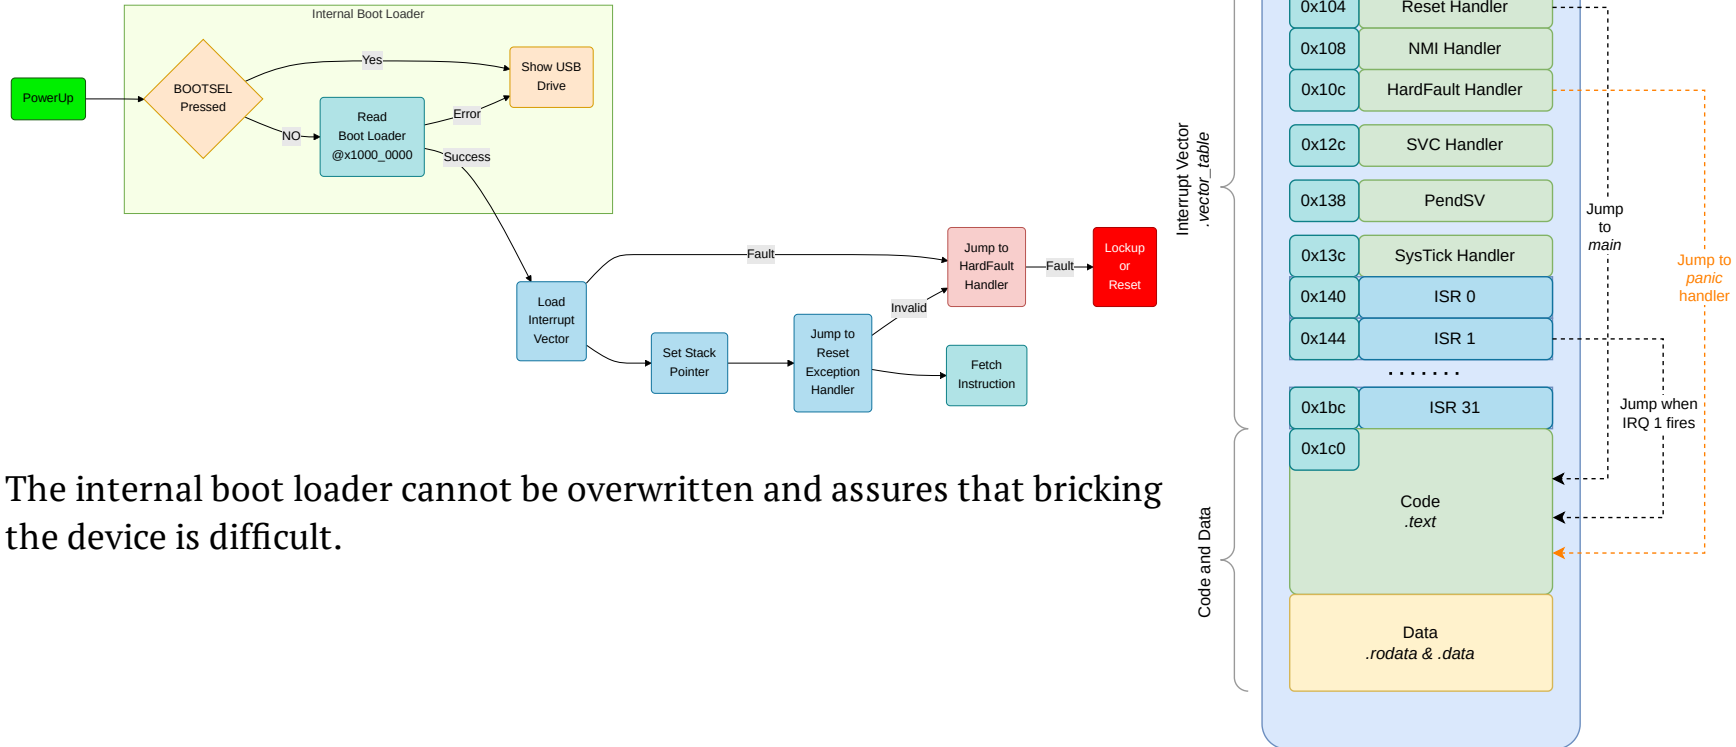 Internal Boot Loader
PowerUp
BOOTSEL
Pressed
Yes
NO
Read
Boot Loader
@x1000_0000
Show USB
Drive
Error
Success
Load
Interrupt
Vector
Fault
Set Stack
Pointer
Jump to
Reset
Exception
Handler
Invalid
Jump to
HardFault
Handler
Fault
Lockup
or
Reset
Fetch
Instruction
The internal boot loader cannot be overwritten and assures that bricking
the device is difficult.
Interrupt Vector
.vector_table
Code and Data
0x104 Reset Handler
0x108 NMI Handler
0x10c HardFault Handler
0x12c SVC Handler
0x138 PendSV
0x13c SysTick Handler
0x140 ISR 0
0x144 ISR 1
. . . . . . .
0x1bc ISR 31
0x1c0
Code
.text
Data
.rodata & .data
Jump
to
main
Jump to
panic
handler
Jump when
IRQ 1 fires